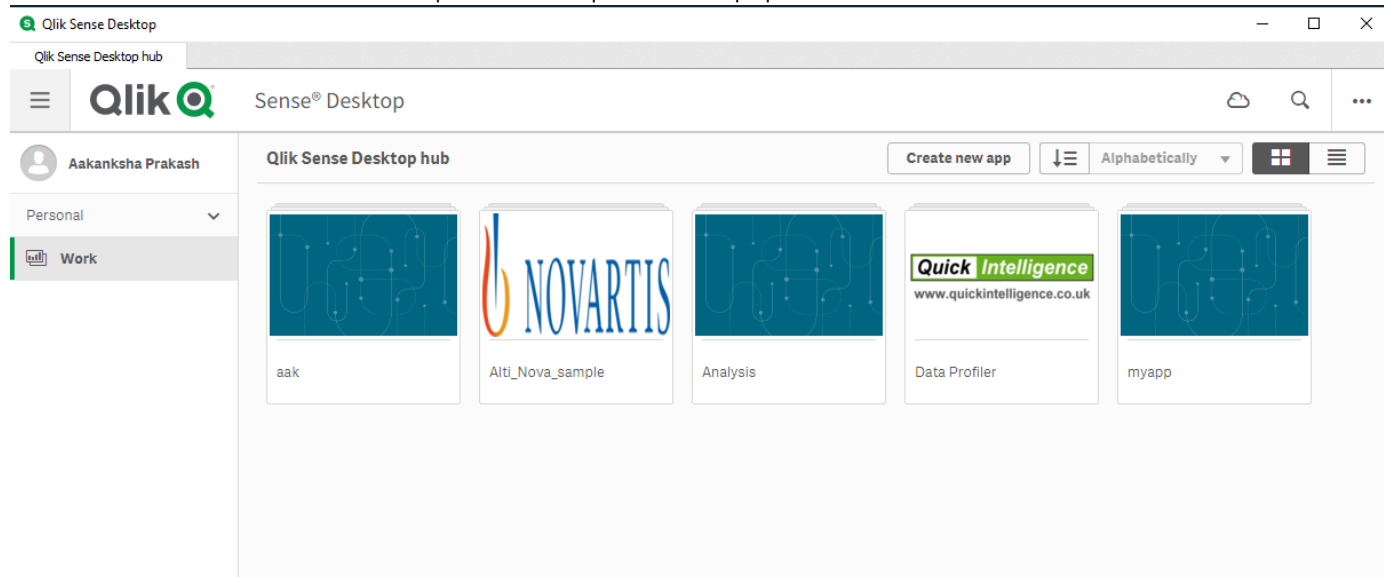 Qlik Sense Desktop
Qlik Sense Desktop hub
Qlik Sense® Desktop
Aakanksha Prakash
Qlik Sense Desktop hub
Create new app
Alphabetically
Personal
Work
NOVARTIS
Quick Intelligence
www.quickintelligence.co.uk
aak
Alti_Nova_sample
Analysis
Data Profiler
myapp